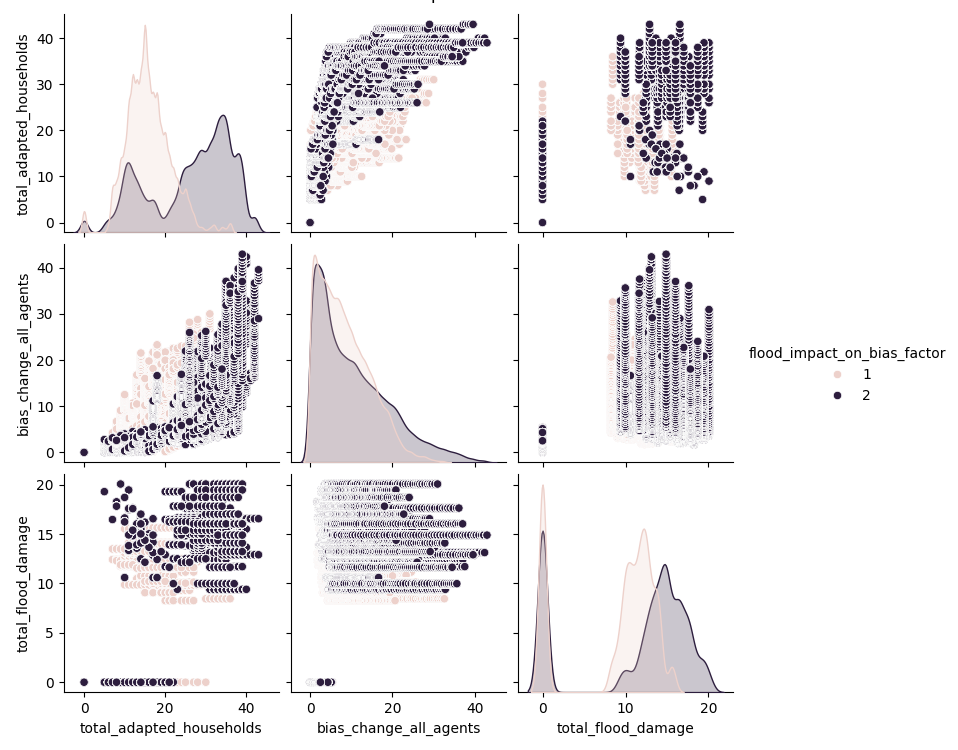 total_adapted_households
40
30
20
10
0
bias_change_all_agents
40
30
20
10
0
flood_impact_on_bias_factor
1
2
total_flood_damage
20
15
10
5
0
0 20 40
0 20 40
0 10 20
total_adapted_households
bias_change_all_agents
total_flood_damage